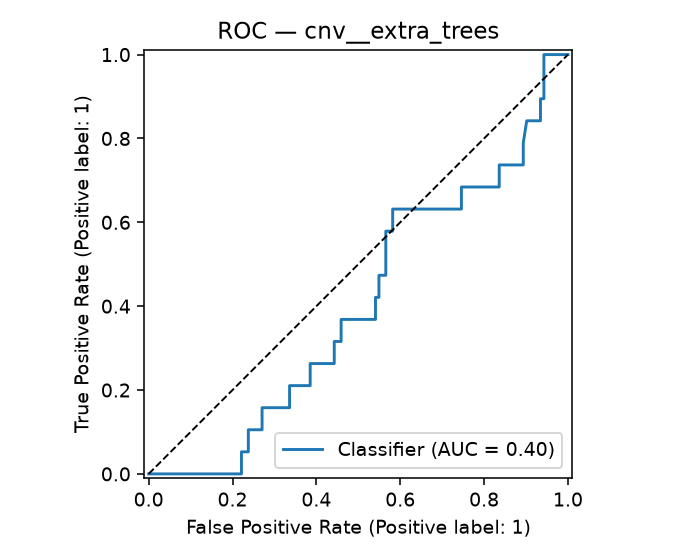 ROC — cnv__extra_trees
True Positive Rate (Positive label: 1)
1.0
0.8
0.6
0.4
0.2
0.0
Classifier (AUC = 0.40)
0.0 0.2 0.4 0.6 0.8 1.0
False Positive Rate (Positive label: 1)